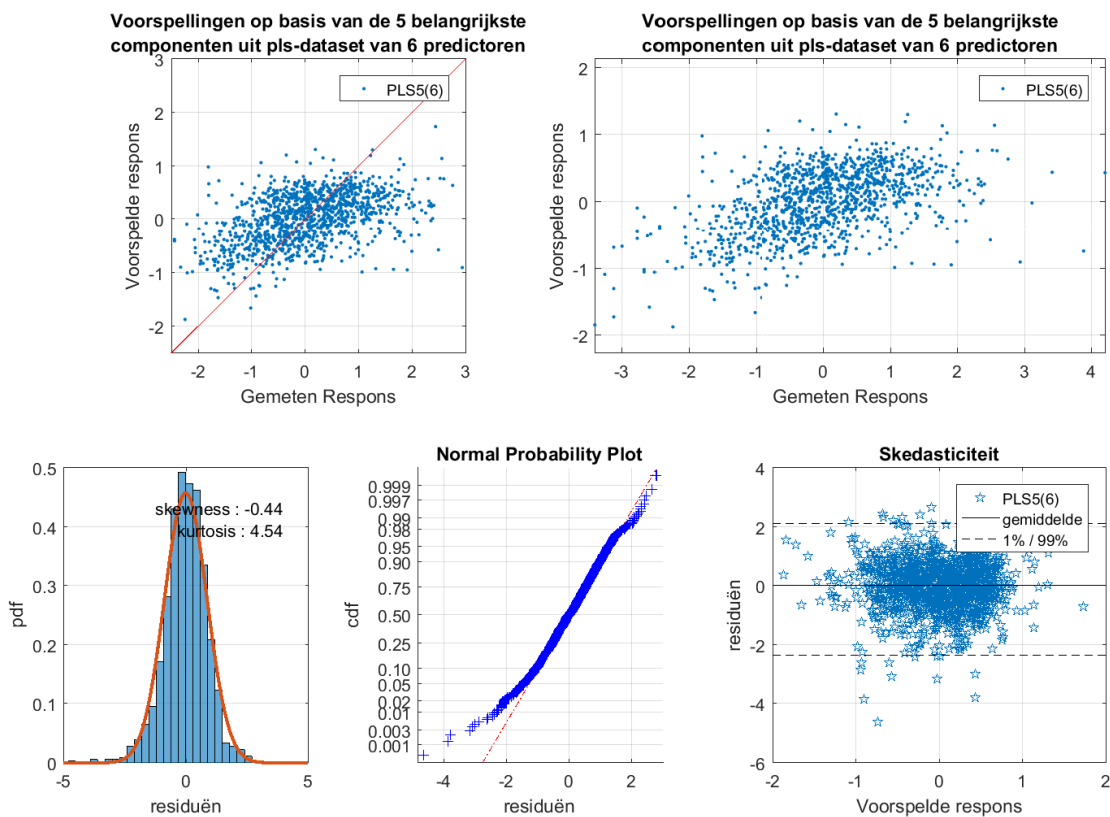 Voorspellingen op basis van de 5 belangrijkste
componenten uit pls-dataset van 6 predictoren
3
2
1
0
-1
-2
Voorspelde respons
PLS5(6)
-2
-1
0
1
2
3
Gemeten Respons
Voorspellingen op basis van de 5 belangrijkste
componenten uit pls-dataset van 6 predictoren
2
1
0
-1
-2
Voorspelde respons
PLS5(6)
-3
-2
-1
0
1
2
3
4
Gemeten Respons
0.5
0.4
0.3
0.2
0.1
0
pdf
skewness : -0.44
kurtosis : 4.54
-5
0
5
residuën
Normal Probability Plot
0.999
0.997
0.99
0.98
0.95
0.90
0.75
0.50
0.25
0.10
0.05
0.02
0.01
0.003
0.001
cdf
-4
-2
0
2
residuën
Skedasticiteit
4
2
0
-2
-4
-6
residuën
PLS5(6)
gemiddelde
1% / 99%
-2
-1
0
1
2
Voorspelde respons